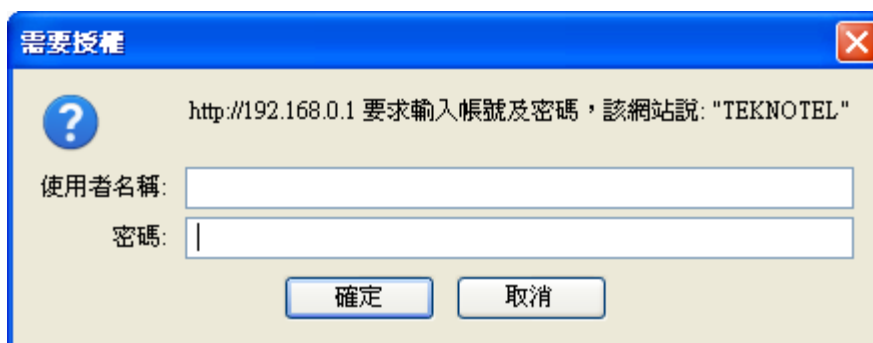 需要授權
http://192.168.0.1 要求輸入帳號及密碼，該網站說: "TEKNOTEL"
使用者名稱:
密碼:
確定 取消